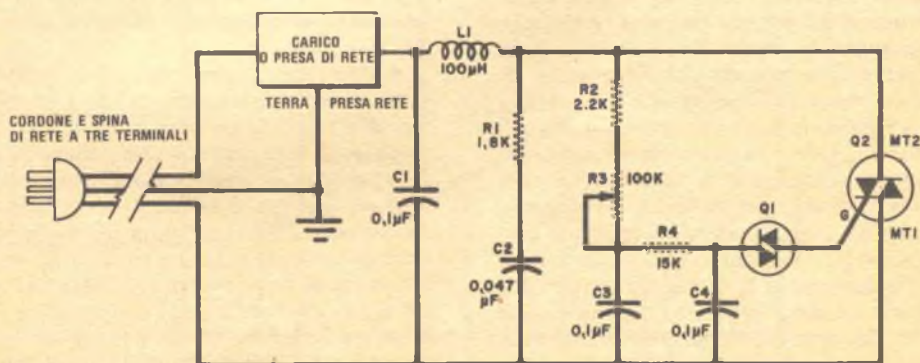 CARICO
O PRESA DI RETE
L1
100µH
TERRA
PRESA RETE
CORDONE E SPINA
DI RETE A TRE TERMINALI
C1
0,1µF
R1
1,8K
C2
0,047
µF
R2
2.2K
R3
100K
R4
15K
C3
0,1µF
C4
0,1µF
Q1
Q2
MT2
G
MT1